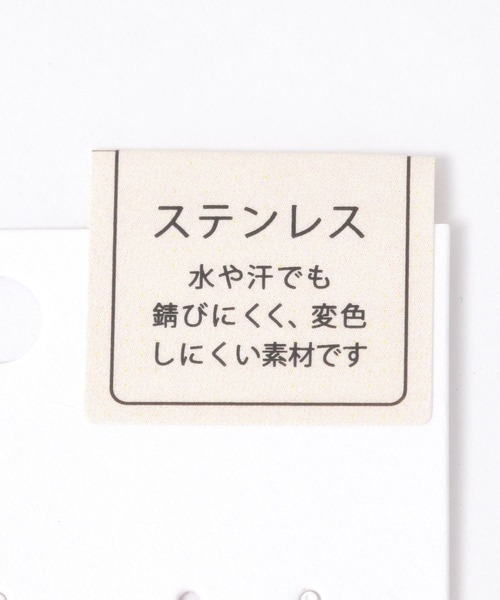 ステンレス
水や汗でも
錆びにくく、変色
しにくい素材です